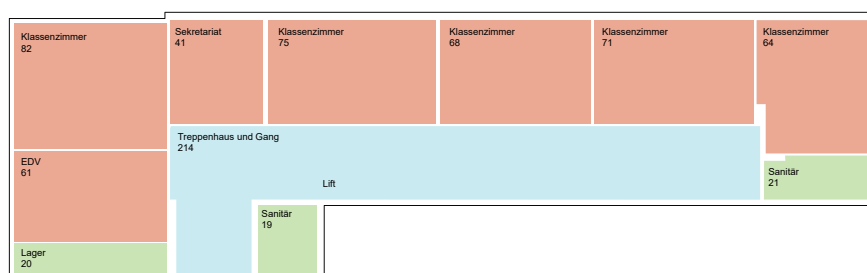 Klassenzimmer
82
Sekretariat
41
Klassenzimmer
75
Klassenzimmer
68
Klassenzimmer
71
Klassenzimmer
64
Treppenhaus und Gang
214
EDV
61
Lift
Sanitär
21
Sanitär
19
Lager
20